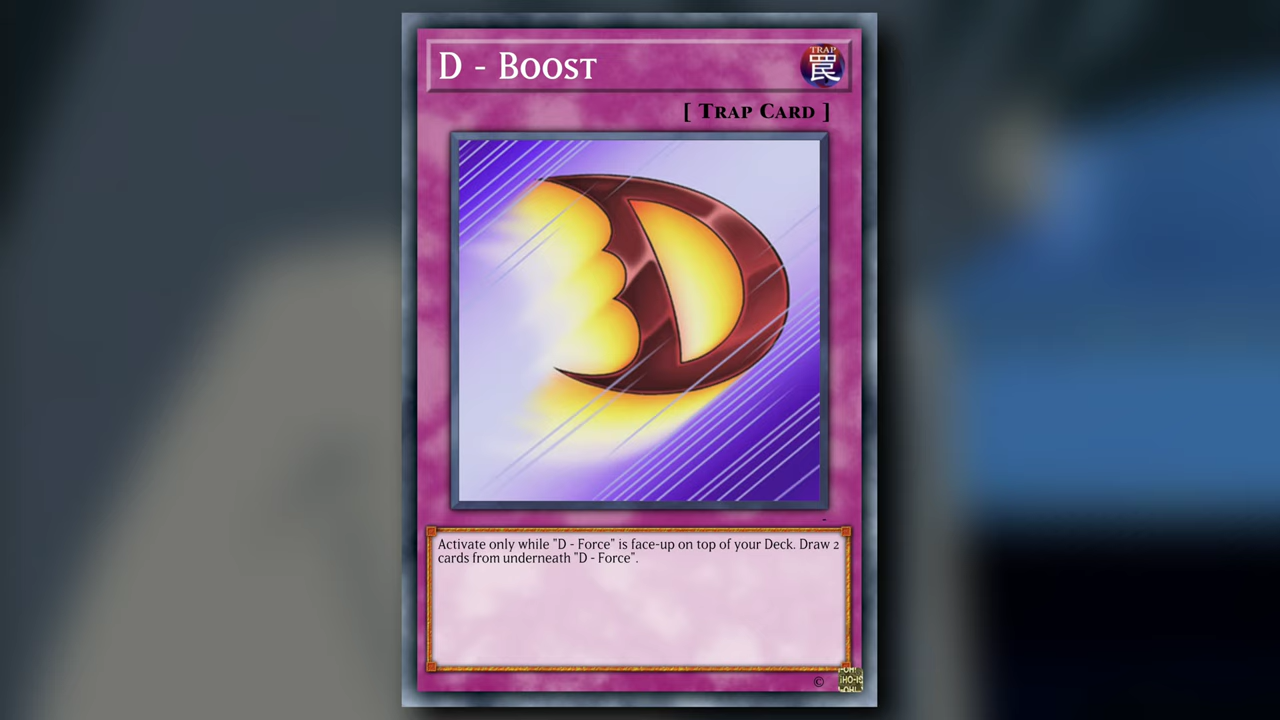 D - Boost
TRAP
罠
[ Trap Card ]
-
Activate only while "D - Force" is face-up on top of your Deck. Draw 2
cards from underneath "D - Force".
©